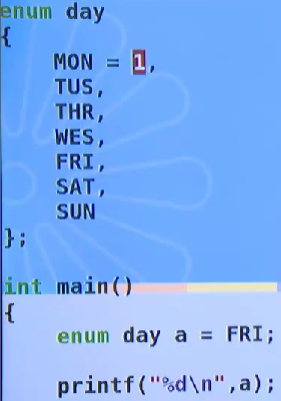 enum day
{
MON = 1,
TUS,
THR,
WES,
FRI,
SAT,
SUN
};
int main()
{
enum day a = FRI;
printf("%d\n",a);